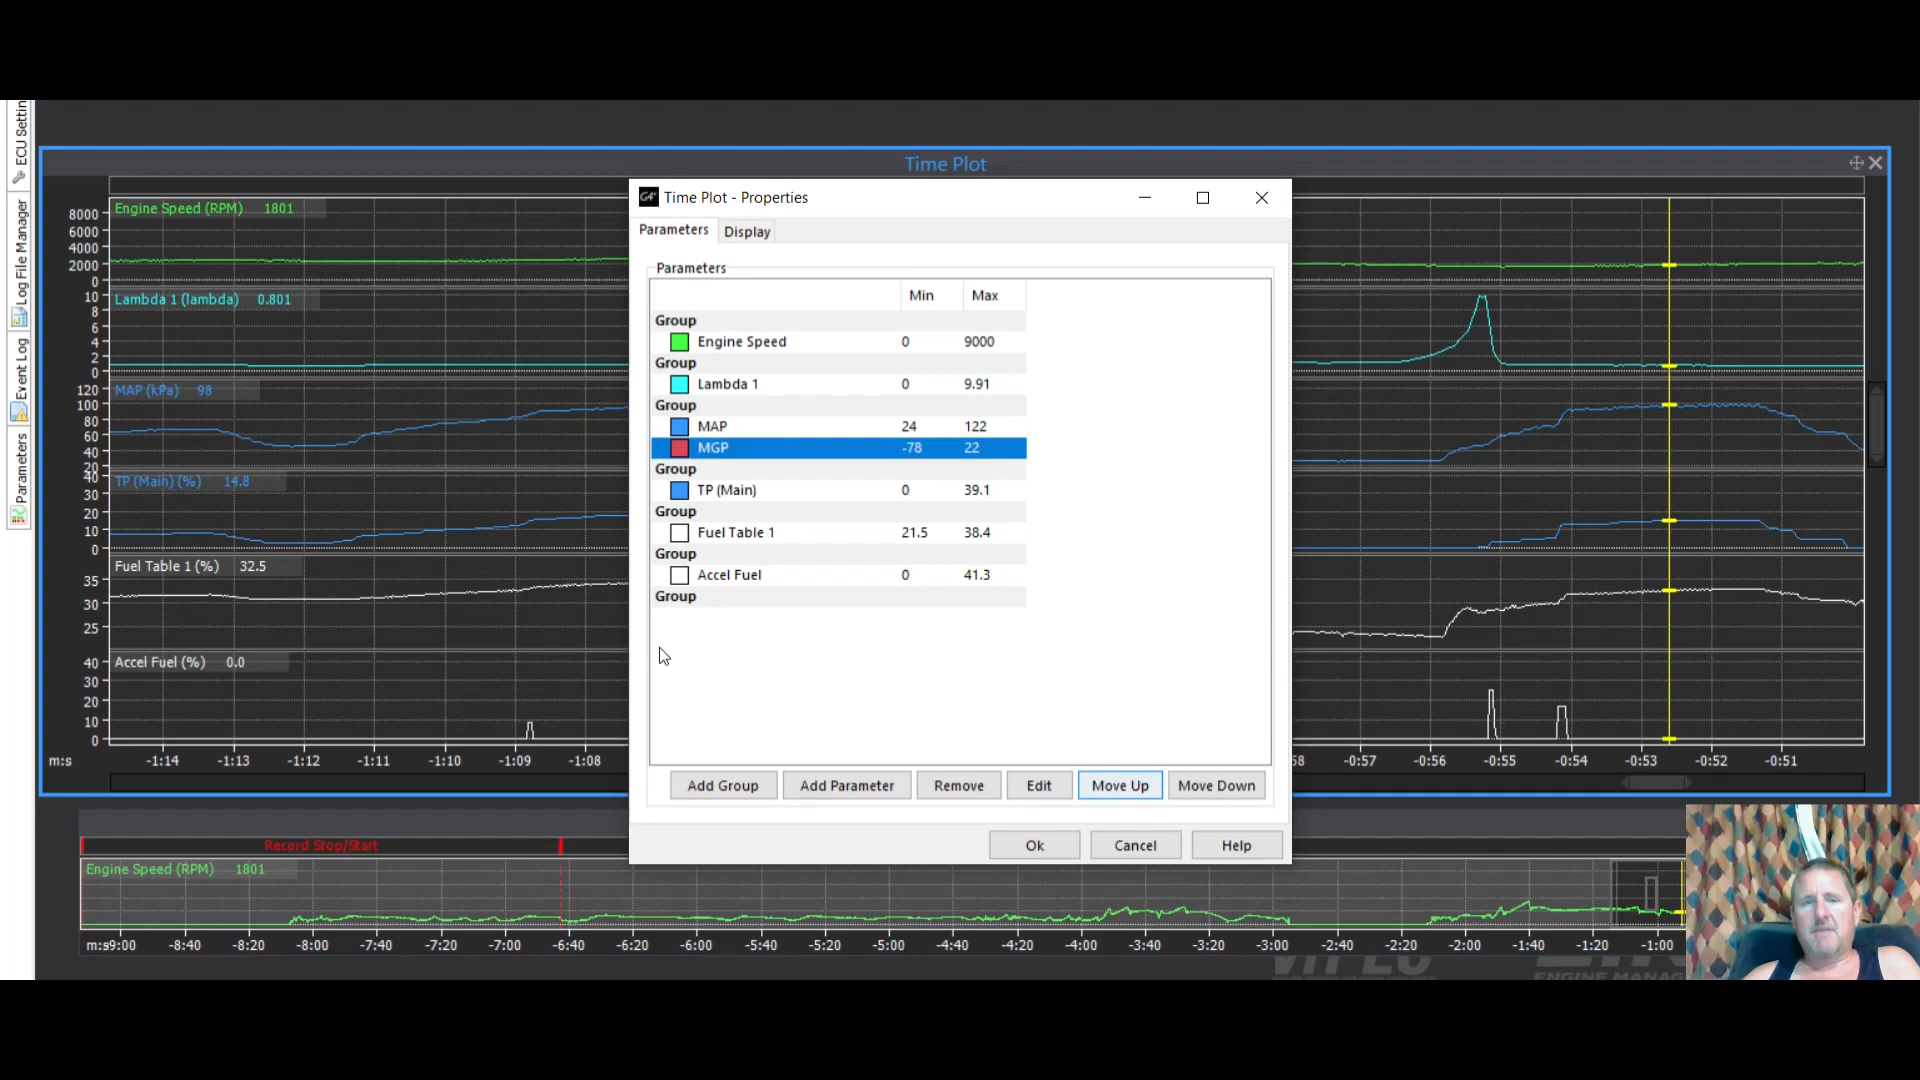 ECU Settin
Log File Manager
Event Log
Parameters
Time Plot
Engine Speed (RPM) 1801
8000
6000
4000
2000
0
Lambda 1 (lambda) 0.801
10
8
6
4
2
0
MAP (kPa) 98
120
100
80
60
40
20
TP (Main) (%) 14.8
40
30
20
10
0
Fuel Table 1 (%) 32.5
35
30
25
Accel Fuel (%) 0.0
40
30
20
10
0
m:s -1:14 -1:13 -1:12 -1:11 -1:10 -1:09 -1:08 58 -0:57 -0:56 -0:55 -0:54 -0:53 -0:52 -0:51
G4+ Time Plot - Properties
Parameters Display
Parameters
Min Max
Group
Engine Speed 0 9000
Group
Lambda 1 0 9.91
Group
MAP 24 122
MGP -78 22
Group
TP (Main) 0 39.1
Group
Fuel Table 1 21.5 38.4
Group
Accel Fuel 0 41.3
Group
Add Group Add Parameter Remove Edit Move Up Move Down
Ok Cancel Help
Record Stop/Start
Engine Speed (RPM) 1801
m:s9:00 -8:40 -8:20 -8:00 -7:40 -7:20 -7:00 -6:40 -6:20 -6:00 -5:40 -5:20 -5:00 -4:40 -4:20 -4:00 -3:40 -3:20 -3:00 -2:40 -2:20 -2:00 -1:40 -1:20 -1:00
ENGINE MANAG